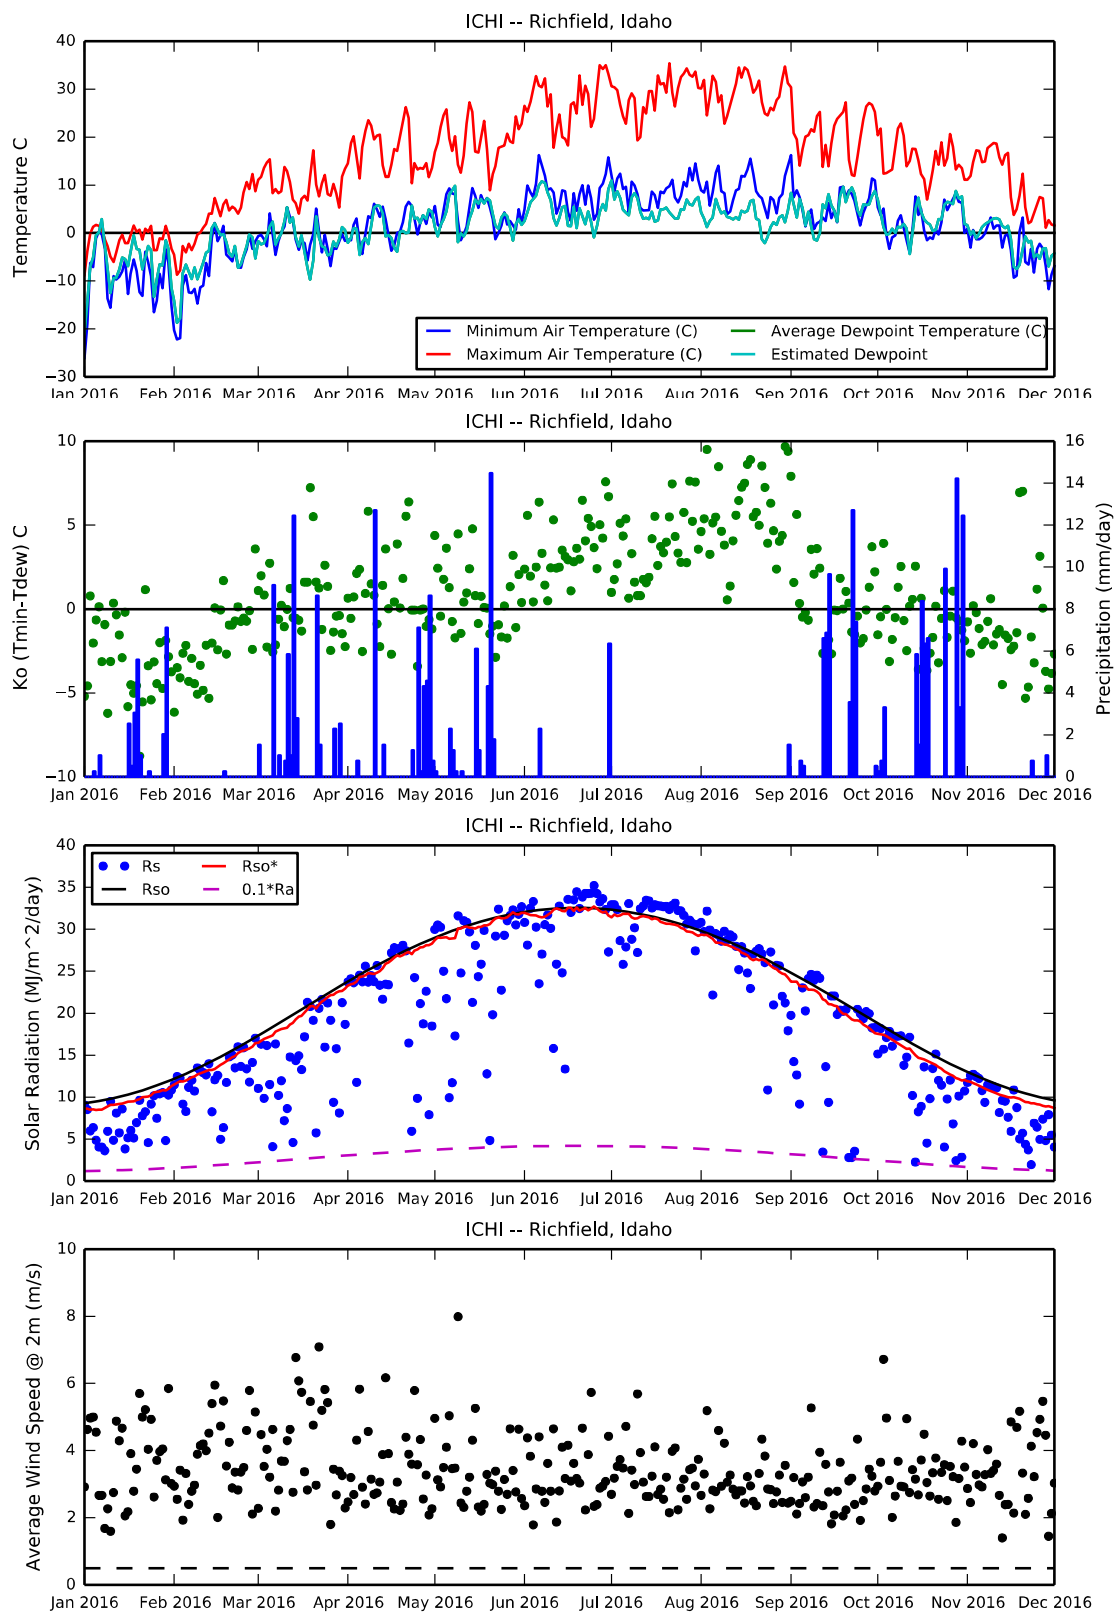 ICHI -- Richfield, Idaho
40
30
20
10
0
−10
−20
−30
Temperature C
Minimum Air Temperature (C)
Maximum Air Temperature (C)
Average Dewpoint Temperature (C)
Estimated Dewpoint
Jan 2016 Feb 2016 Mar 2016 Apr 2016 May 2016 Jun 2016 Jul 2016 Aug 2016 Sep 2016 Oct 2016 Nov 2016 Dec 2016
ICHI -- Richfield, Idaho
10
5
0
−5
−10
Ko (Tmin-Tdew) C
16
14
12
10
8
6
4
2
0
Precipitation (mm/day)
Jan 2016 Feb 2016 Mar 2016 Apr 2016 May 2016 Jun 2016 Jul 2016 Aug 2016 Sep 2016 Oct 2016 Nov 2016 Dec 2016
ICHI -- Richfield, Idaho
40
35
30
25
20
15
10
5
0
Solar Radiation (MJ/m^2/day)
Rs
Rso
Rso*
0.1*Ra
Jan 2016 Feb 2016 Mar 2016 Apr 2016 May 2016 Jun 2016 Jul 2016 Aug 2016 Sep 2016 Oct 2016 Nov 2016 Dec 2016
ICHI -- Richfield, Idaho
10
8
6
4
2
0
Average Wind Speed @ 2m (m/s)
Jan 2016 Feb 2016 Mar 2016 Apr 2016 May 2016 Jun 2016 Jul 2016 Aug 2016 Sep 2016 Oct 2016 Nov 2016 Dec 2016